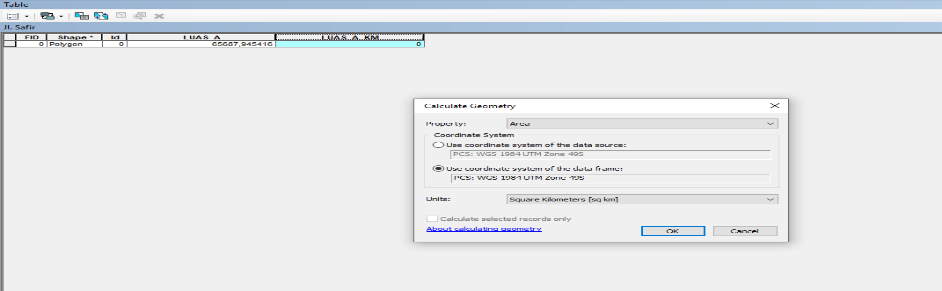 Table
Jl. Safir
FID Shape * Id LUAS_A LUAS_A_KM
0 Polygon 0 65687,945416 0
Calculate Geometry
Property: Area
Coordinate System
Use coordinate system of the data source:
PCS: WGS 1984 UTM Zone 49S
Use coordinate system of the data frame:
PCS: WGS 1984 UTM Zone 49S
Units: Square Kilometers [sq km]
Calculate selected records only
About calculating geometry
OK Cancel